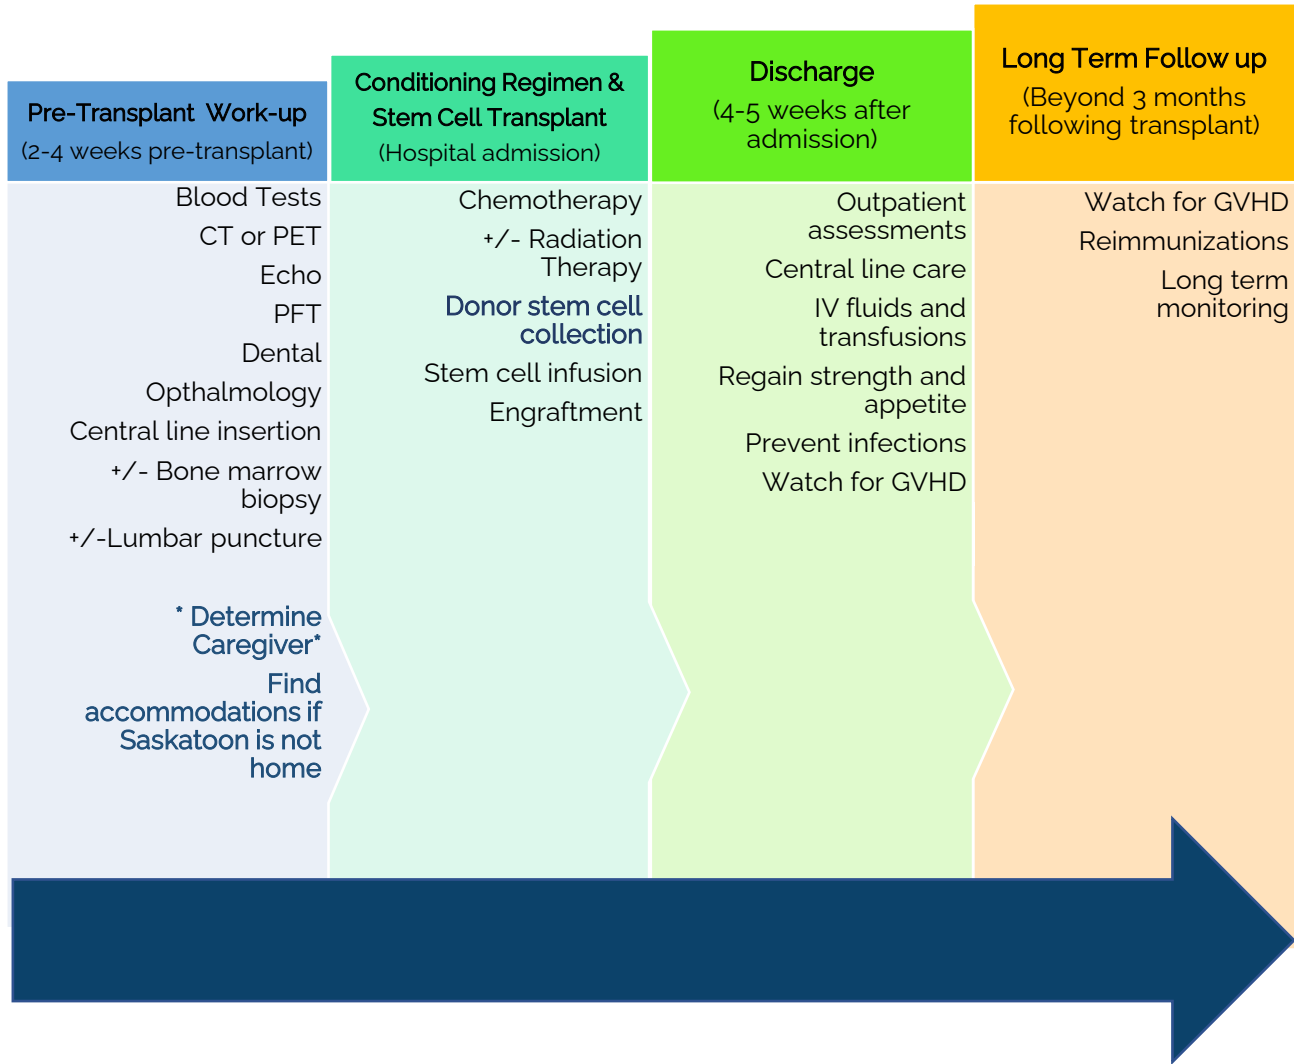 Pre-Transplant Work-up
(2-4 weeks pre-transplant)
Blood Tests
CT or PET
Echo
PFT
Dental
Opthalmology
Central line insertion
+/- Bone marrow
biopsy
+/-Lumbar puncture
* Determine
Caregiver*
Find
accommodations if
Saskatoon is not
home
Conditioning Regimen &
Stem Cell Transplant
(Hospital admission)
Chemotherapy
+/- Radiation
Therapy
Donor stem cell
collection
Stem cell infusion
Engraftment
Discharge
(4-5 weeks after
admission)
Outpatient
assessments
Central line care
IV fluids and
transfusions
Regain strength and
appetite
Prevent infections
Watch for GVHD
Long Term Follow up
(Beyond 3 months
following transplant)
Watch for GVHD
Reimmunizations
Long term
monitoring